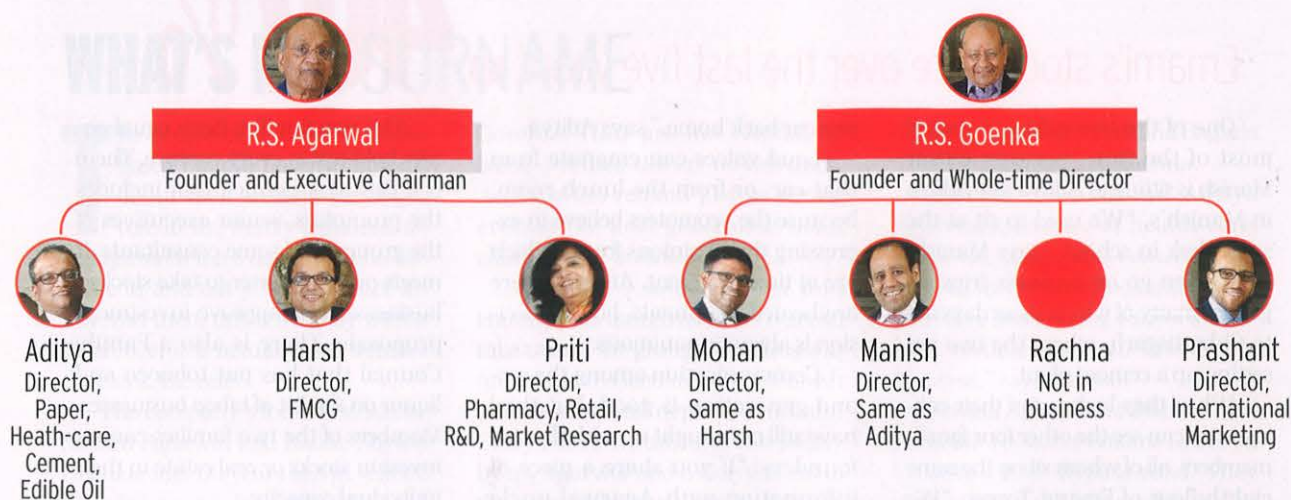 R.S. Agarwal
Founder and Executive Chairman
R.S. Goenka
Founder and Whole-time Director
Aditya
Director,
Paper,
Heath-care,
Cement,
Edible Oil
Harsh
Director,
FMCG
Priti
Director,
Pharmacy, Retail,
R&D, Market Research
Mohan
Director,
Same as
Harsh
Manish
Director,
Same as
Aditya
Rachna
Not in
business
Prashant
Director,
International
Marketing